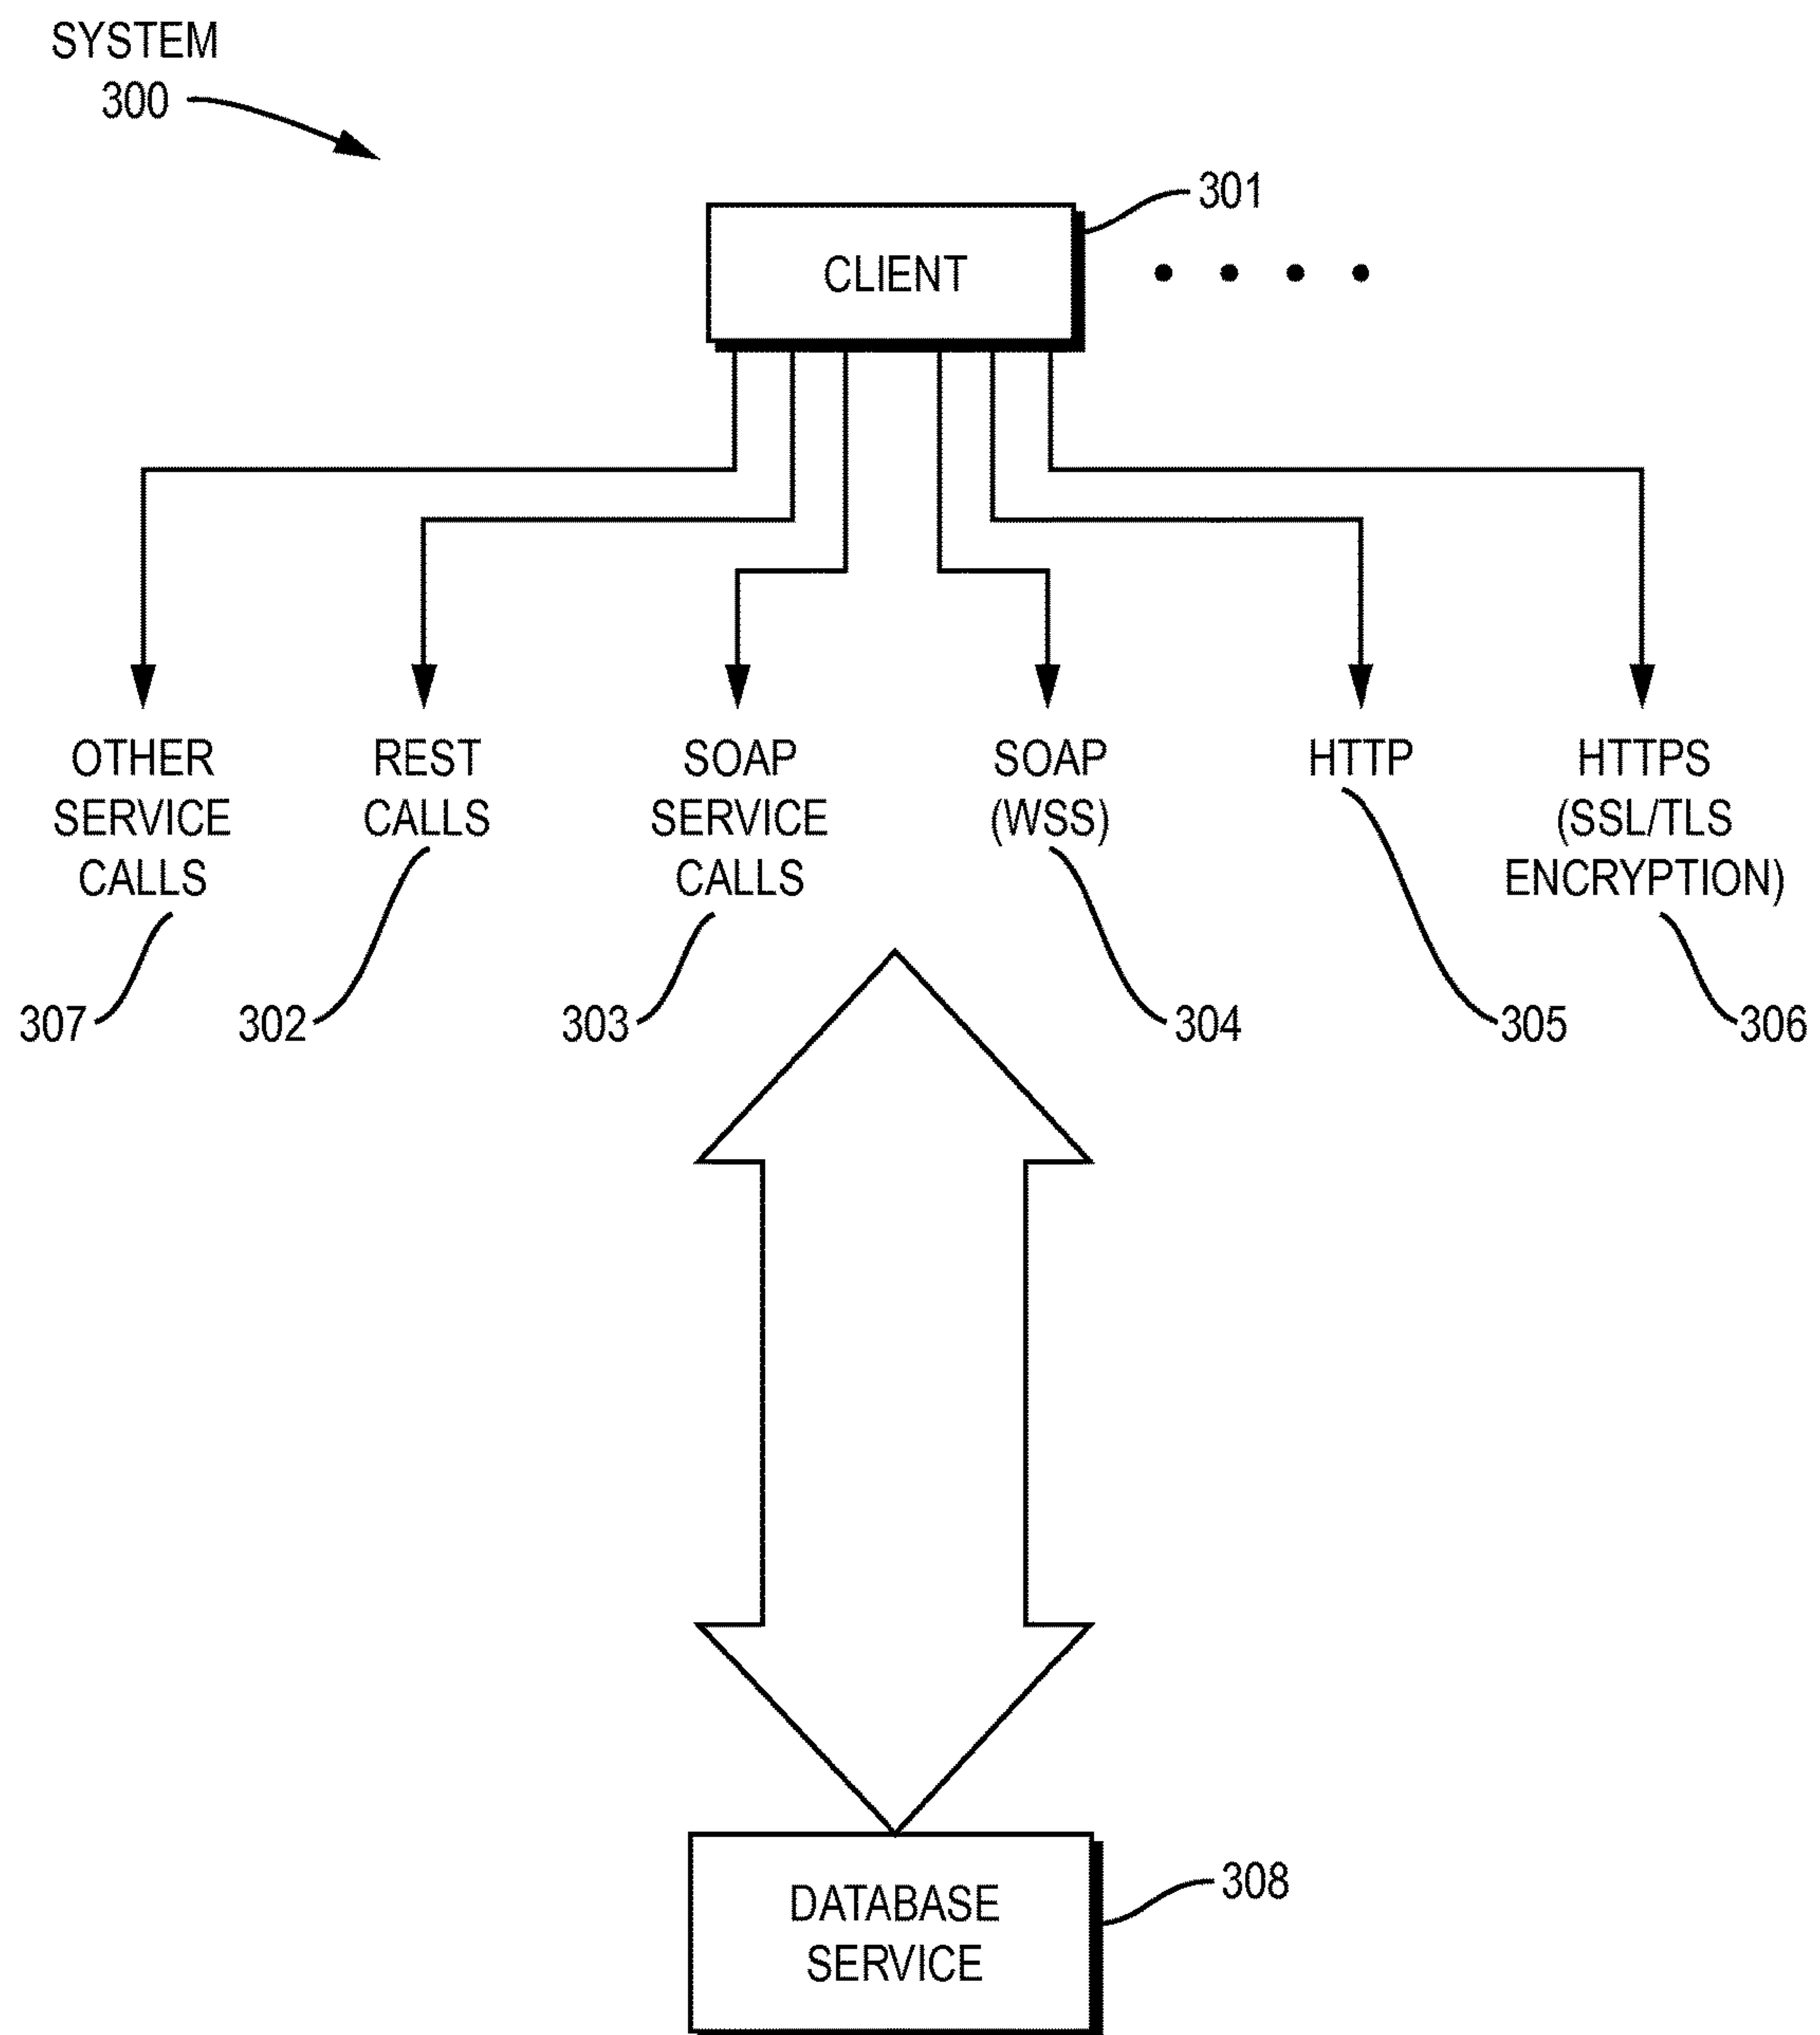 SYSTEM
300
301
CLIENT
OTHER
SERVICE
CALLS
REST
CALLS
SOAP
SERVICE
CALLS
SOAP
(WSS)
HTTP
HTTPS
(SSL/TLS
ENCRYPTION)
307
302
303
304
305
306
308
DATABASE
SERVICE